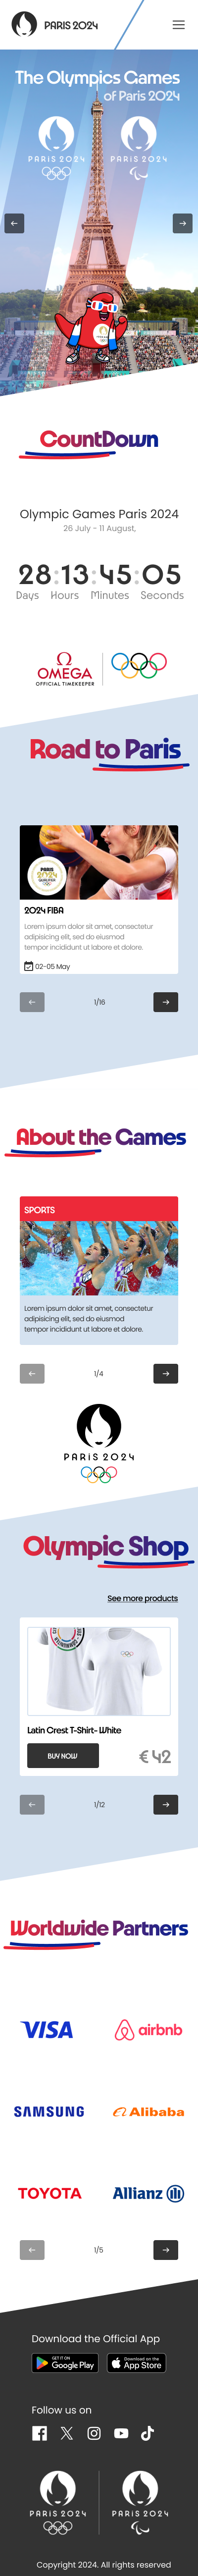 PARIS 2024
The Olympics Games
of Paris 2024
PARIS 2024 PARIS 2024
CountDown
Olympic Games Paris 2024
26 July - 11 August,
28:13:45:05
Days Hours Minutes Seconds
OMEGA
OFFICIAL TIMEKEEPER
Road to Paris
PARIS
2024
2024 FIBA
Lorem ipsum dolor sit amet, consectetur
adipisicing elit, sed do eiusmod
tempor incididunt ut labore et dolore.
02-05 May
1/16
About the Games
SPORTS
Lorem ipsum dolor sit amet, consectetur
adipisicing elit, sed do eiusmod
tempor incididunt ut labore et dolore.
1/4
PARIS 2024
Olympic Shop
See more products
Latin Crest T-Shirt- White
BUY NOW
€ 42
1/12
Worldwide Partners
VISA
airbnb
SAMSUNG
Alibaba
TOYOTA
Allianz
1/5
Download the Official App
GET IT ON
Google Play
Download on the
App Store
Follow us on
PARIS 2024 PARIS 2024
Copyright 2024. All rights reserved